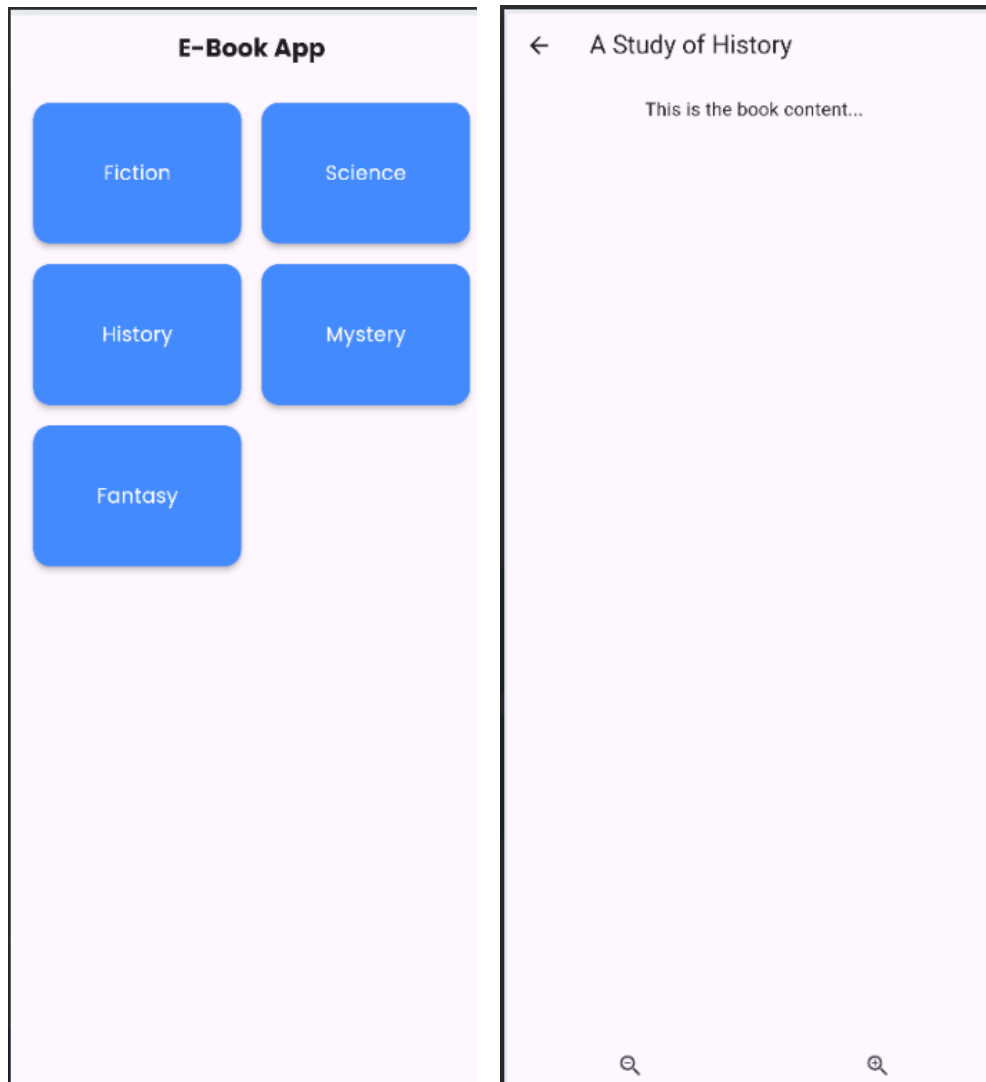 E-Book App
Fiction
Science
History
Mystery
Fantasy
A Study of History
This is the book content...